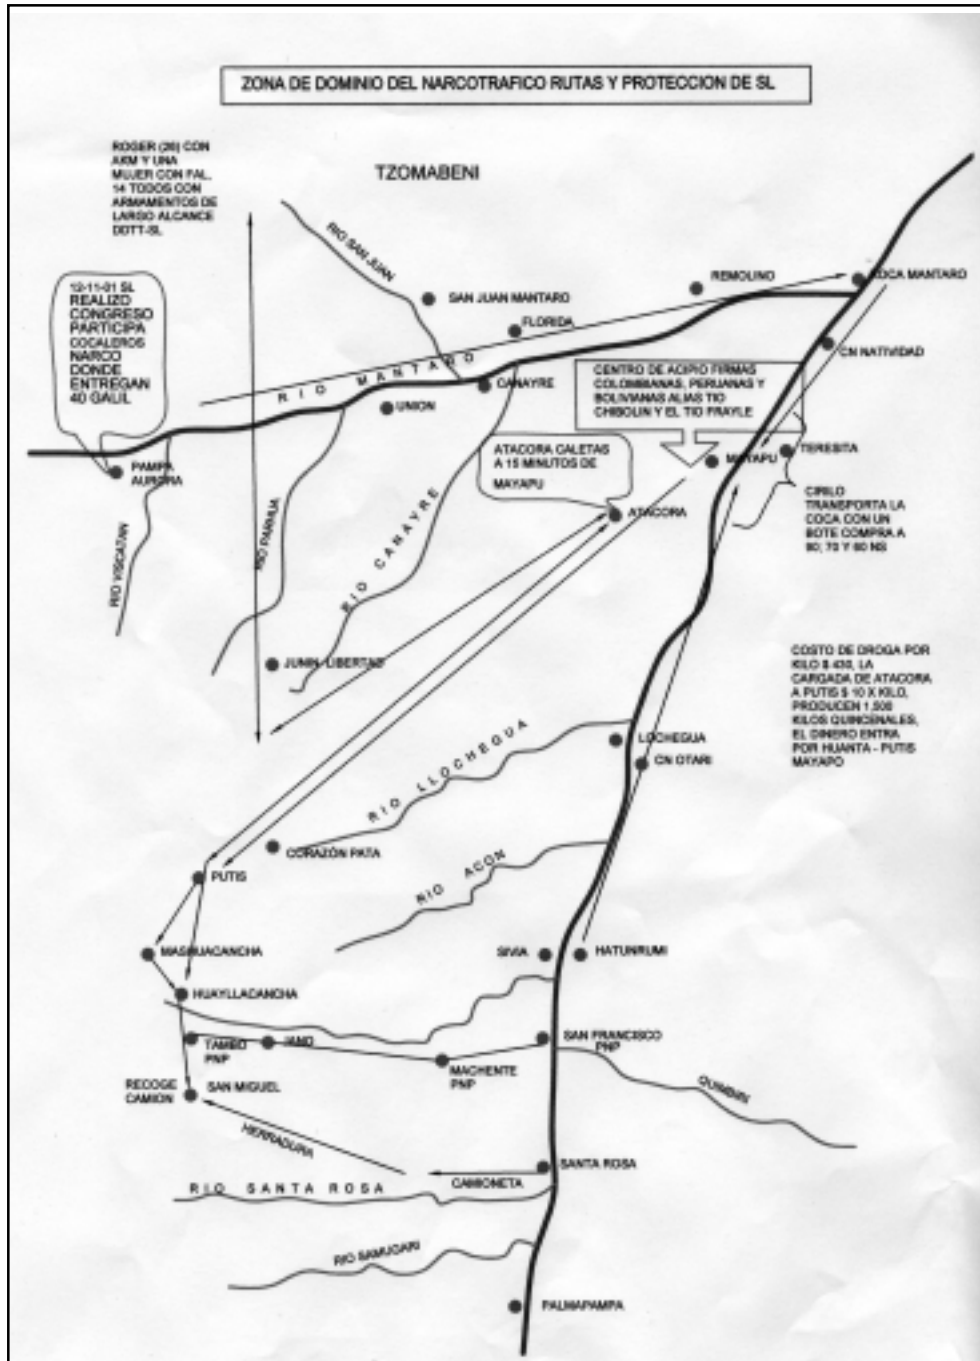 ZONA DE DOMINIO DEL NARCOTRAFICO RUTAS Y PROTECCION DE SL
ROGER (20) CON
AKM Y UNA
MUJER CON FAL.
14 TODOS CON
ARMAMENTOS DE
LARGO ALCANCE
DDTT-SL
TZOMABENI
RIO SAN JUAN
12-11-01 SL
REALIZO
CONGRESO
PARTICIPA
COCALEROS
NARCO
DONDE
ENTREGAN
40 GALIL
SAN JUAN MANTARO
REMOLINO
BOCA MANTARO
FLORIDA
CN NATIVIDAD
RIO MANTARO
CANAYRE
UNION
CENTRO DE ACIPIO FIRMAS
COLOMBIANAS, PERUANAS Y
BOLIVIANAS ALIAS TIO
CHIBOLIN Y EL TIO FRAYLE
PAMPA
AURORA
ATACORA CALETAS
A 15 MINUTOS DE
MAYAPU
MAYAPU
TERESITA
ATACORA
CIRILO
TRANSPORTA LA
COCA CON UN
BOTE COMPRA A
80; 70 Y 60 NS
RIO VISCATAN
RIO PARHUA
RIO CANAYRE
JUNIN LIBERTAD
COSTO DE DROGA POR
KILO $ 430, LA
CARGADA DE ATACORA
A PUTIS $ 10 X KILO,
PRODUCEN 1,500
KILOS QUINCENALES,
EL DINERO ENTRA
POR HUANTA - PUTIS
MAYAPO
RIO LLOCHEGUA
LOCHEGUA
CN OTARI
CORAZÓN PATA
RIO ACON
PUTIS
MASHUACANCHA
SIVIA
HATUNRUMI
HUAYLLACANCHA
TAMBO
PNP
JANO
MACHENTE
PNP
SAN FRANCISCO
PNP
RECOGE
CAMION
SAN MIGUEL
QUIMBIRI
HERRADURA
SANTA ROSA
CAMIONETA
RIO SANTA ROSA
RIO SAMUGARI
PALMAPAMPA